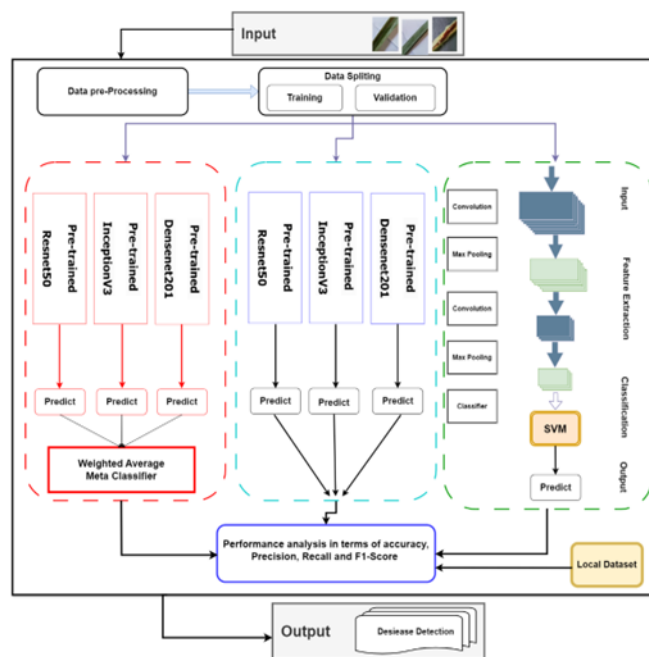 Input
Data pre-Processing
Data Spliting
Training
Validation
Pre-trained
Resnet50
Pre-trained
InceptionV3
Pre-trained
Densenet201
Predict
Predict
Predict
Weighted Average
Meta Classifier
Pre-trained
Resnet50
Pre-trained
InceptionV3
Pre-trained
Densenet201
Predict
Predict
Predict
Convolution
Max Pooling
Convolution
Max Pooling
Classifier
SVM
Predict
Input
Feature Extraction
Classification
Output
Performance analysis in terms of accuracy,
Precision, Recall and F1-Score
Local Dataset
Output
Desiease Detection